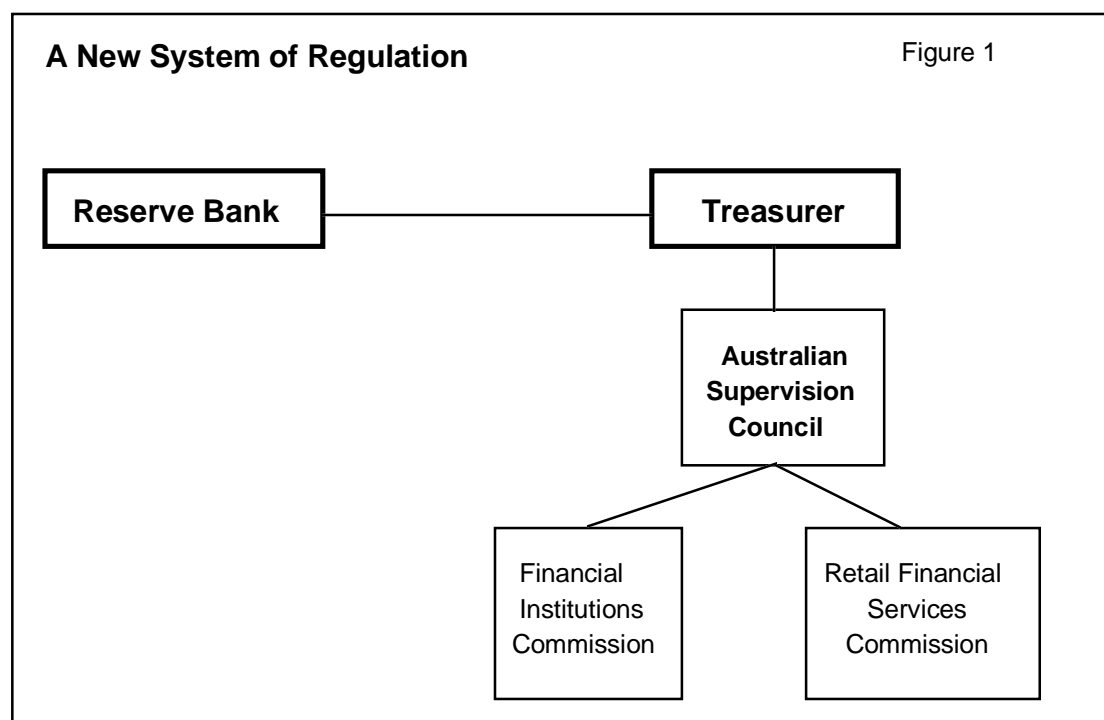 A New System of Regulation
Figure 1
Reserve Bank
Treasurer
Australian
Supervision
Council
Financial
Institutions
Commission
Retail Financial
Services
Commission